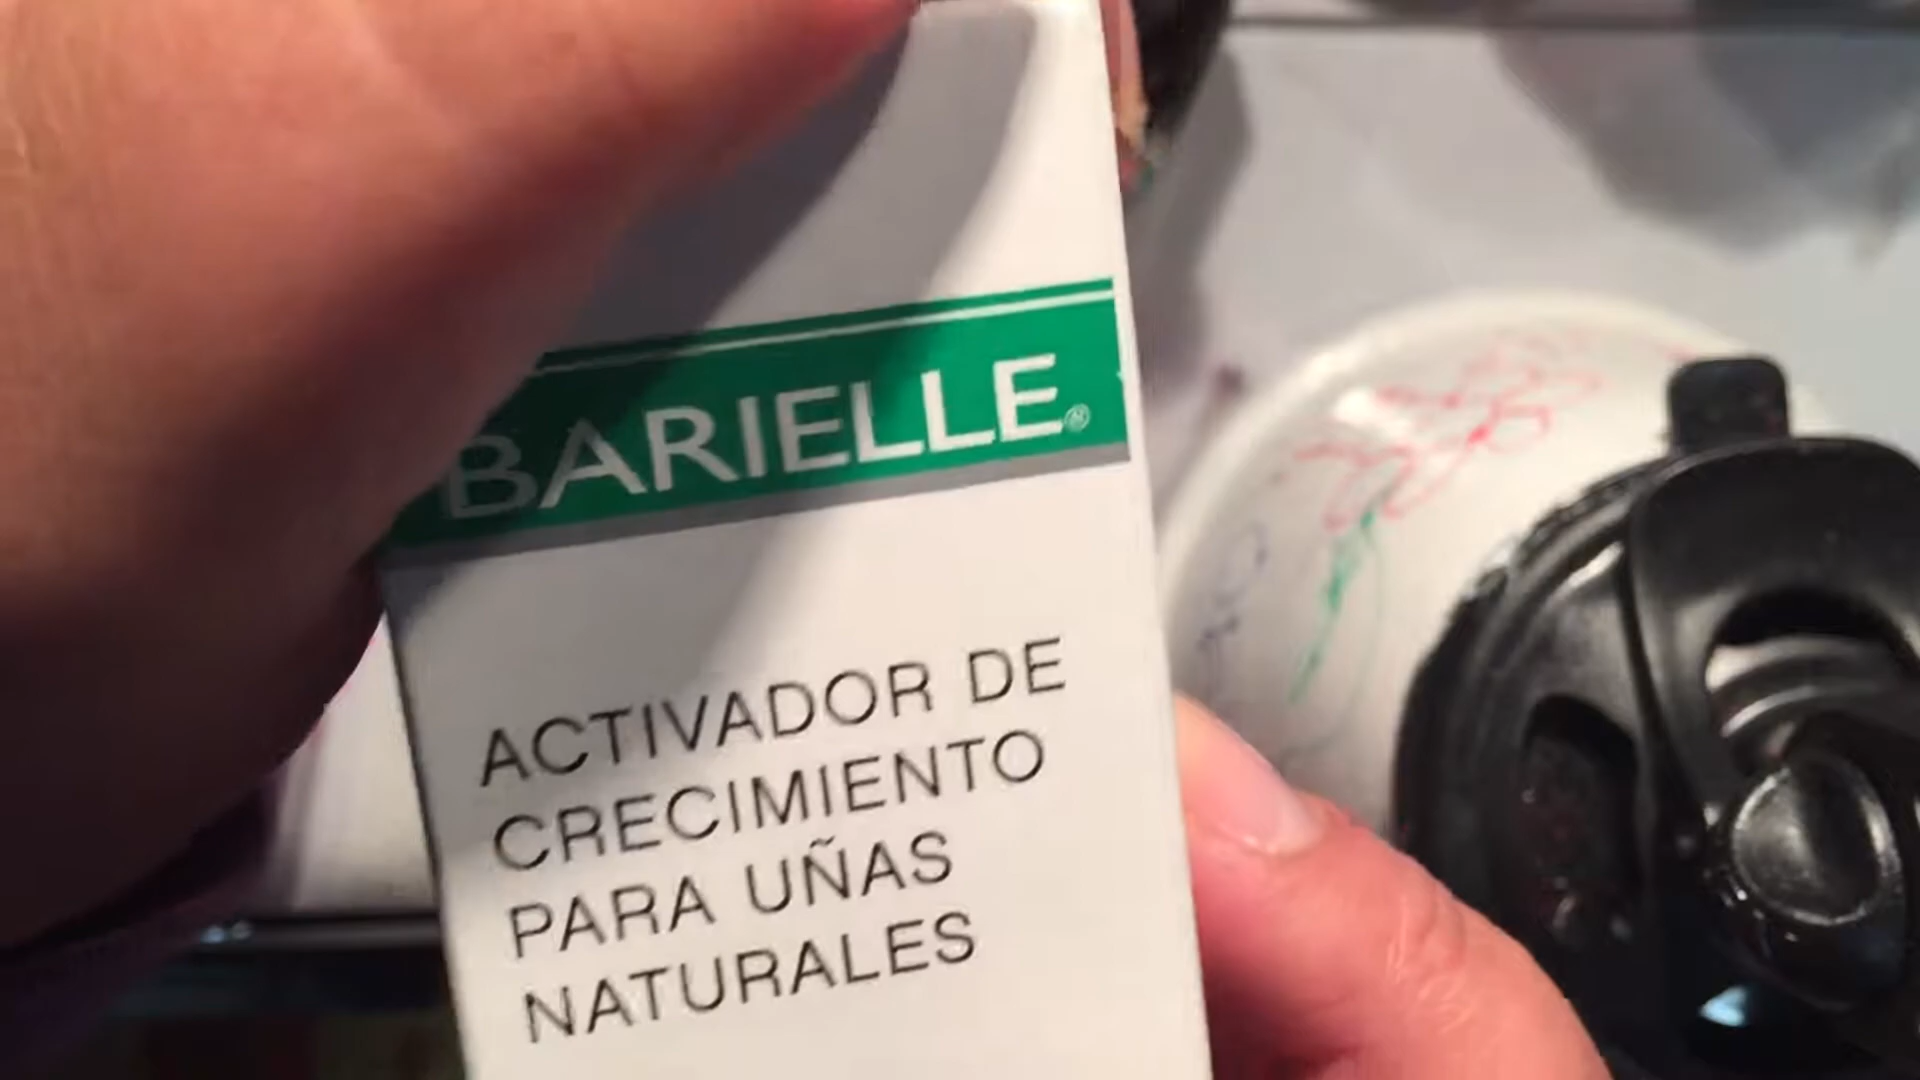 BARIELLE®
ACTIVADOR DE
CRECIMIENTO
PARA UÑAS
NATURALES